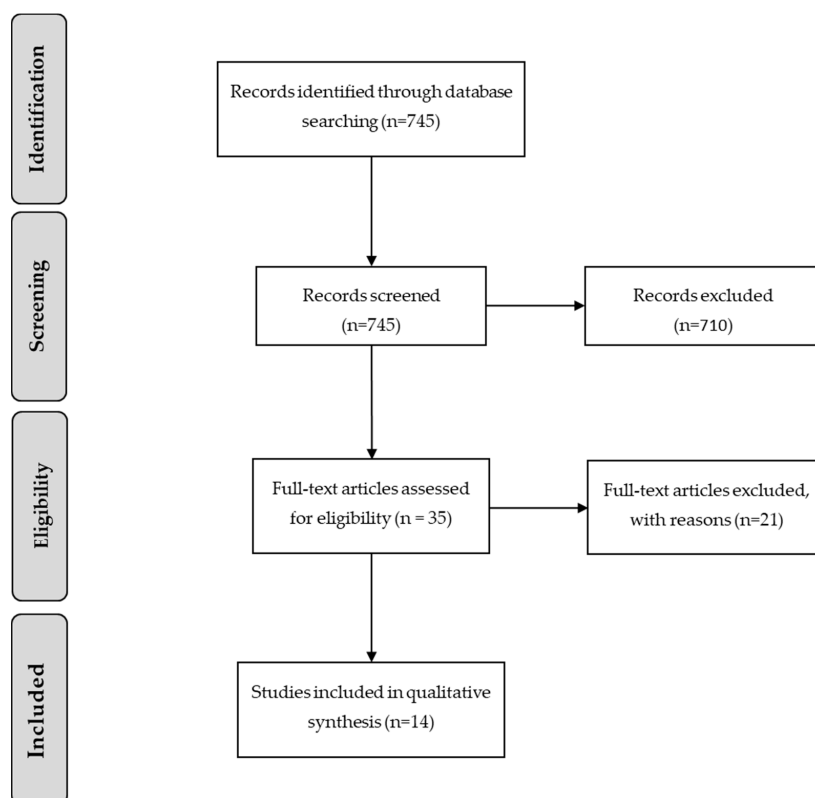 Identification
Records identified through database
searching (n=745)
Screening
Records screened
(n=745)
Records excluded
(n=710)
Eligibility
Full-text articles assessed
for eligibility (n = 35)
Full-text articles excluded,
with reasons (n=21)
Included
Studies included in qualitative
synthesis (n=14)